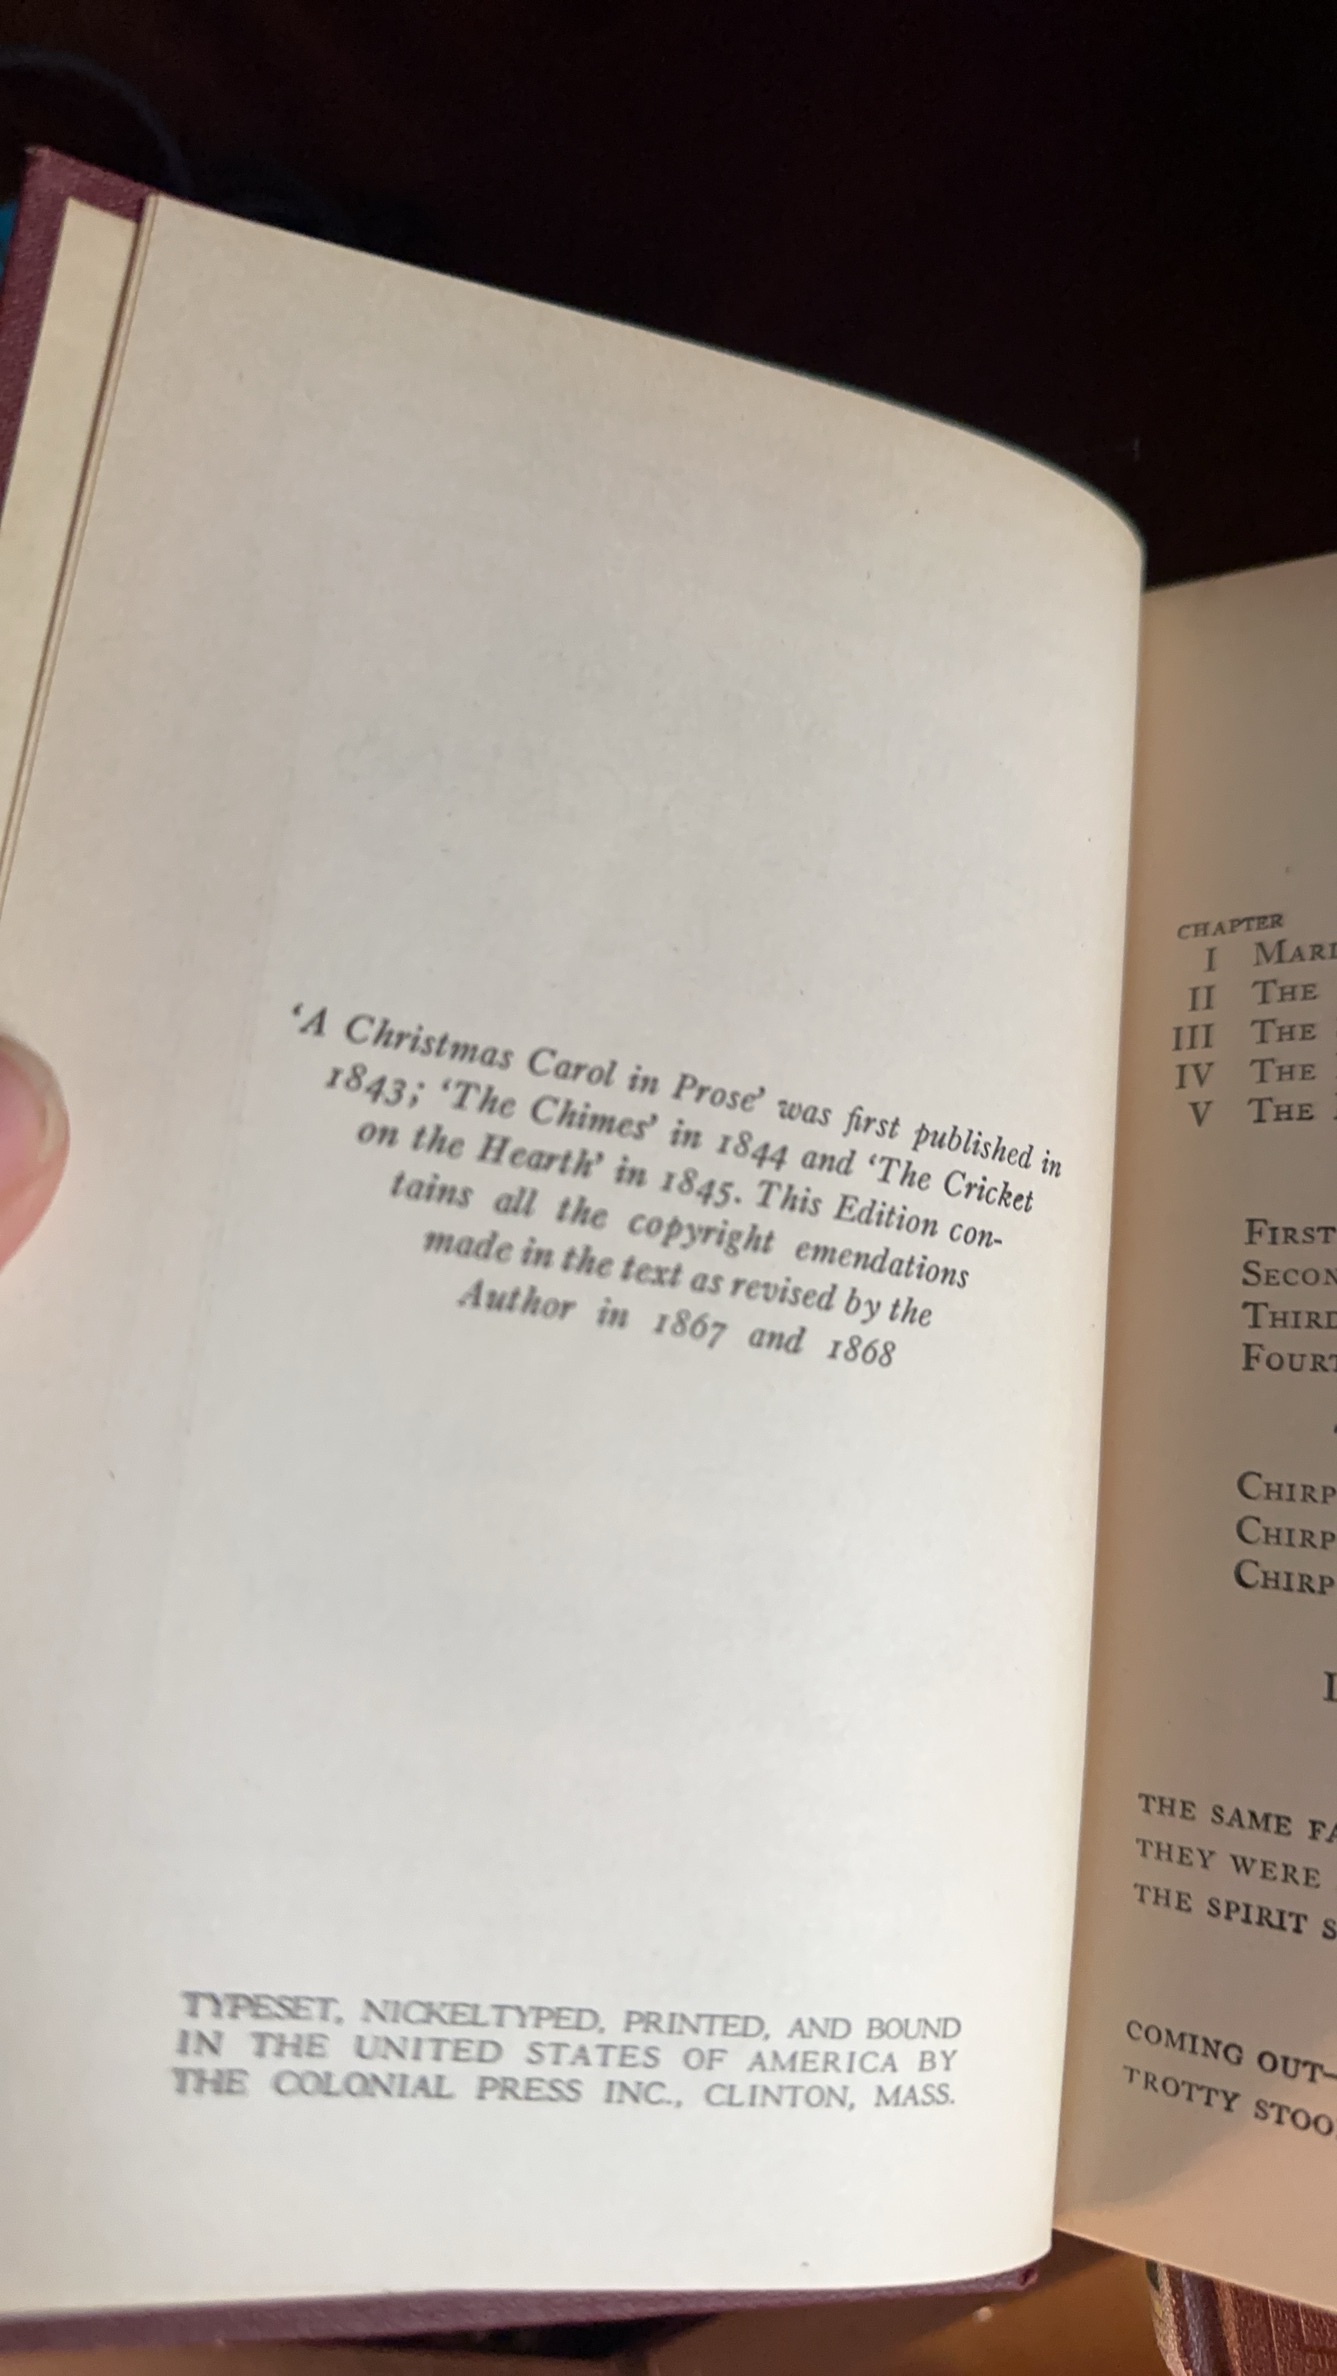 ‘A Christmas Carol in Prose’ was first published in
1843; ‘The Chimes’ in 1844 and ‘The Cricket
on the Hearth’ in 1845. This Edition con-
tains all the copyright emendations
made in the text as revised by the
Author in 1867 and 1868
TYPESET, NICKELTYPED, PRINTED, AND BOUND
IN THE UNITED STATES OF AMERICA BY
THE COLONIAL PRESS INC., CLINTON, MASS.
CHAPTER
I
II THE
III THE
IV THE
V THE
FIRST
THE SAME
THEY WERE
THE SPIRIT
COMING OUT–
TROTTY